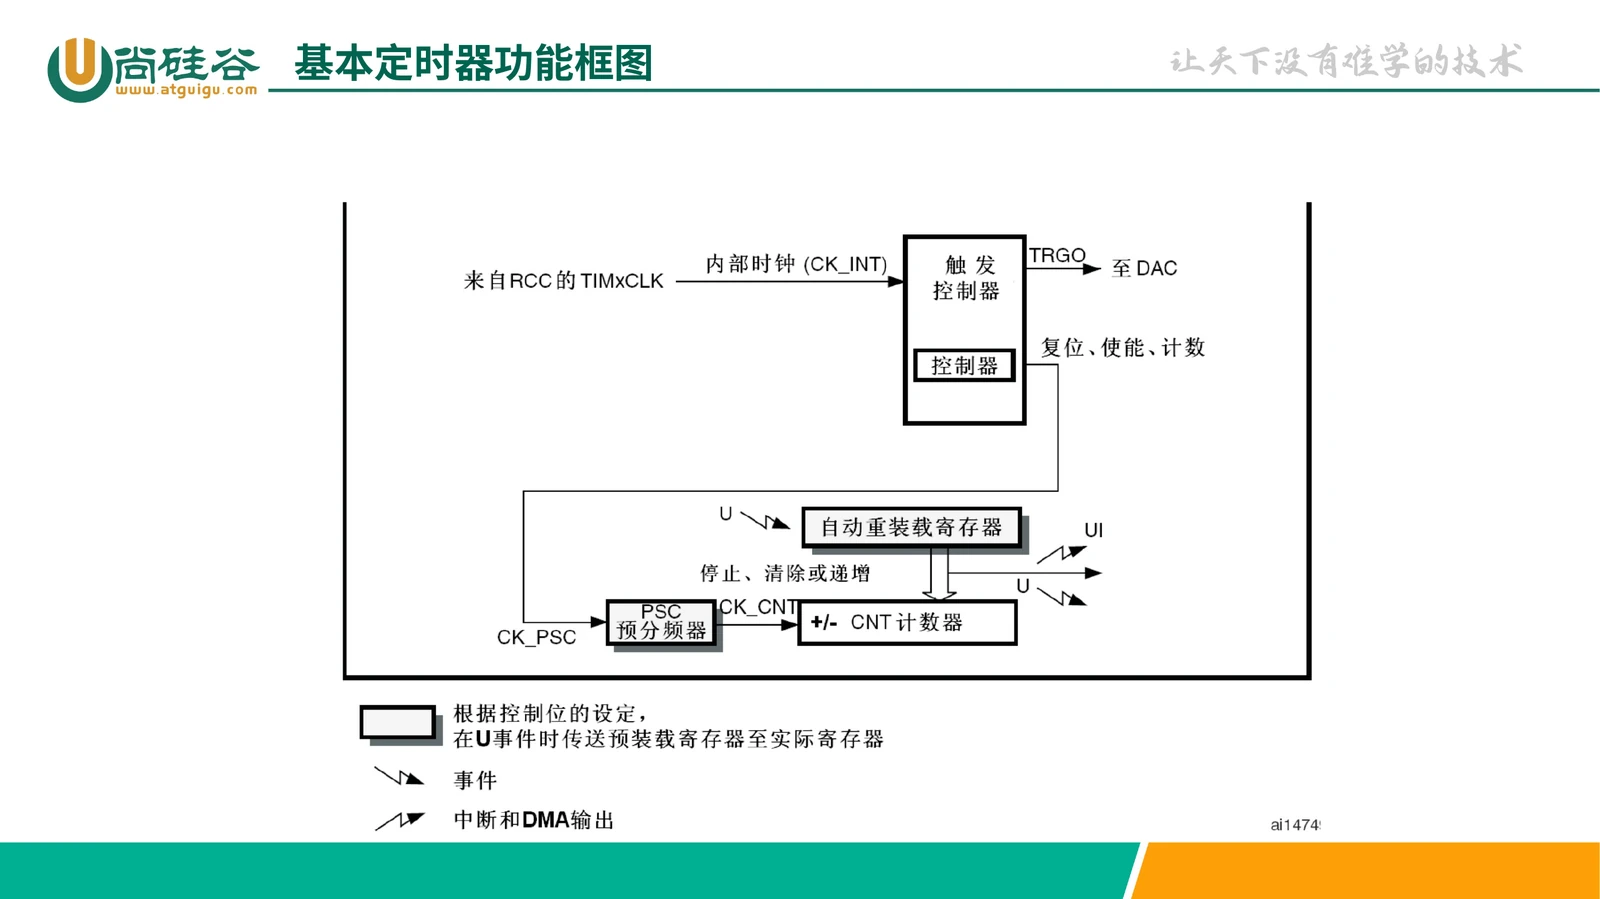 尚硅谷
www.atguigu.com
基本定时器功能框图
让天下没有难学的技术
来自RCC的TIMxCLK
内部时钟 (CK_INT)
触发
控制器
控制器
TRGO
至DAC
复位、使能、计数
U
自动重装载寄存器
UI
停止、清除或递增
U
CK_PSC
PSC
预分频器
CK_CNT
+/- CNT 计数器
根据控制位的设定，
在U事件时传送预装载寄存器至实际寄存器
事件
中断和DMA输出